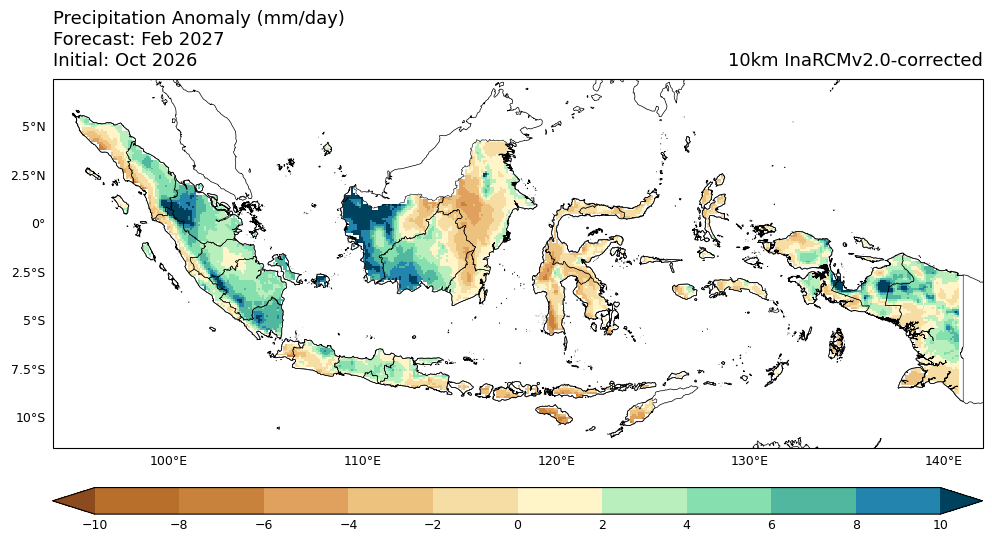 Precipitation Anomaly (mm/day)
Forecast: Feb 2027
Initial: Oct 2026
10km InaRCMv2.0-corrected
5°N
2.5°N
0°
2.5°S
5°S
7.5°S
10°S
100°E 110°E 120°E 130°E 140°E
−10 −8 −6 −4 −2 0 2 4 6 8 10